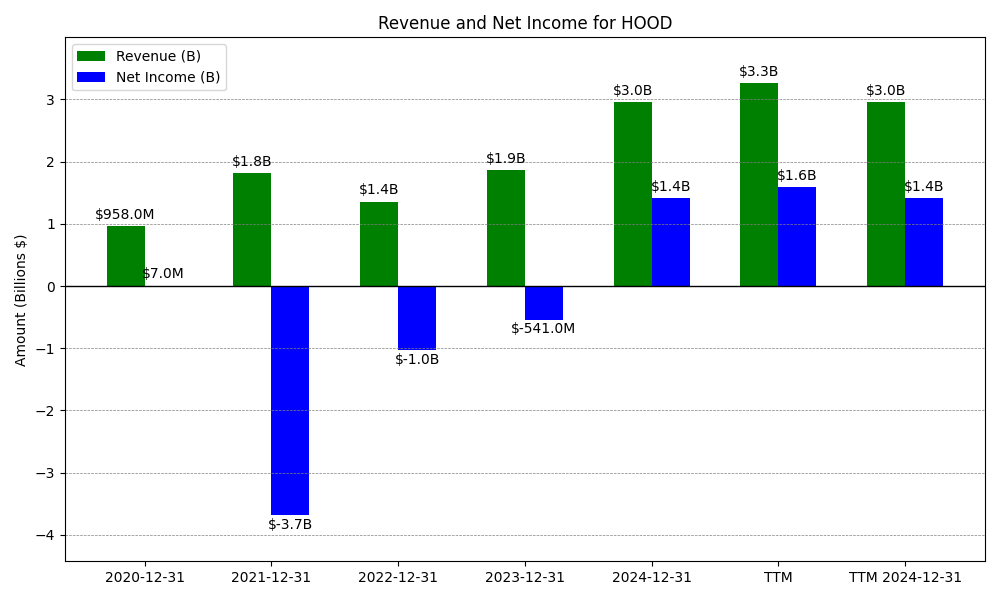 Revenue and Net Income for HOOD
Revenue (B)
Net Income (B)
Amount (Billions $)
3
2
1
0
−1
−2
−3
−4
$958.0M
$7.0M
$1.8B
$-3.7B
$1.4B
$-1.0B
$1.9B
$-541.0M
$3.0B
$1.4B
$3.3B
$1.6B
$3.0B
$1.4B
2020-12-31
2021-12-31
2022-12-31
2023-12-31
2024-12-31
TTM
TTM 2024-12-31